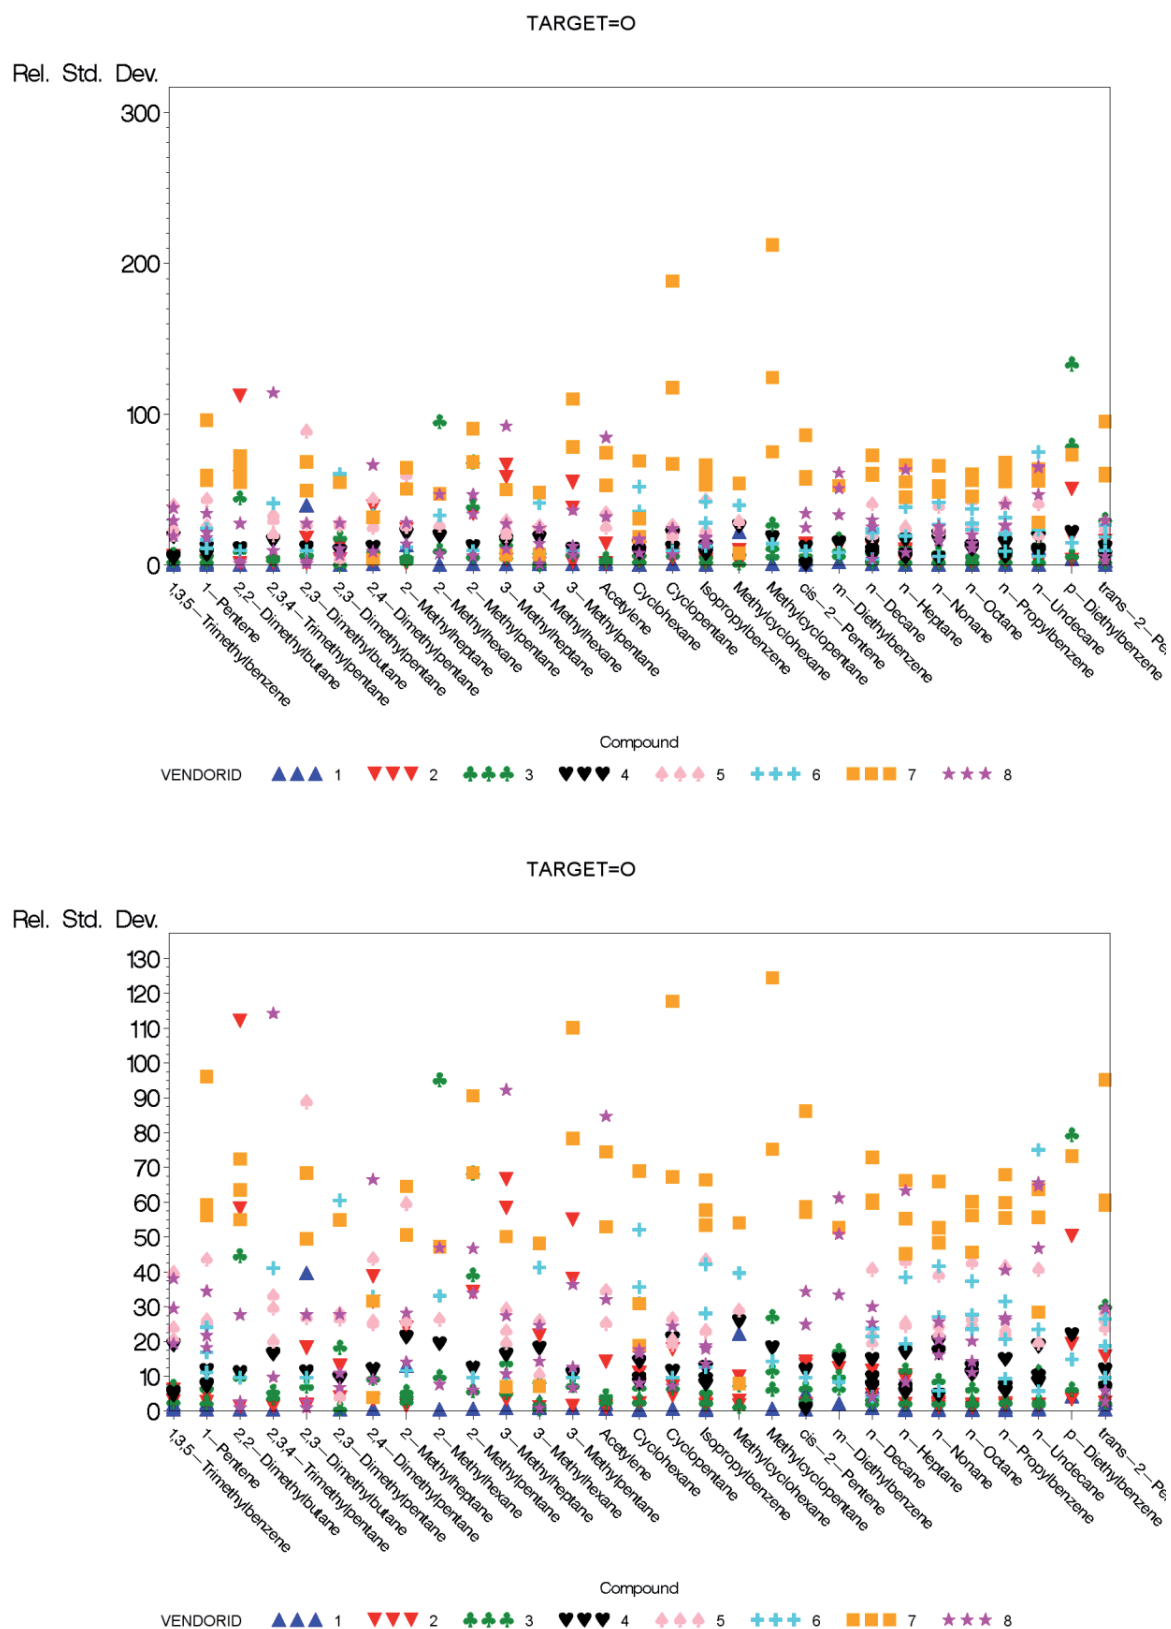 TARGET=O
Rel. Std. Dev.
300
200
100
0
1,3,5—Trimethylbenzene
1—Pentene
2,2—Dimethylbutane
2,3,4—Trimethylpentane
2,3—Dimethylbutane
2,3—Dimethylpentane
2,4—Dimethylpentane
2—Methylheptane
2—Methylhexane
2—Methylpentane
3—Methylheptane
3—Methylhexane
3—Methylpentane
Acetylene
Cyclohexane
Cyclopentane
Isopropylbenzene
Methylcyclohexane
Methylcyclopentane
cis—2—Pentene
m—Diethylbenzene
n—Decane
n—Heptane
n—Nonane
n—Octane
n—Propylbenzene
n—Undecane
p—Diethylbenzene
trans—2—Pe
Compound
VENDORID 1 2 3 4 5 6 7 8
TARGET=O
Rel. Std. Dev.
130
120
110
100
90
80
70
60
50
40
30
20
10
0
1,3,5—Trimethylbenzene
1—Pentene
2,2—Dimethylbutane
2,3,4—Trimethylpentane
2,3—Dimethylbutane
2,3—Dimethylpentane
2,4—Dimethylpentane
2—Methylheptane
2—Methylhexane
2—Methylpentane
3—Methylheptane
3—Methylhexane
3—Methylpentane
Acetylene
Cyclohexane
Cyclopentane
Isopropylbenzene
Methylcyclohexane
Methylcyclopentane
cis—2—Pentene
m—Diethylbenzene
n—Decane
n—Heptane
n—Nonane
n—Octane
n—Propylbenzene
n—Undecane
p—Diethylbenzene
trans—2—Pe
Compound
VENDORID 1 2 3 4 5 6 7 8